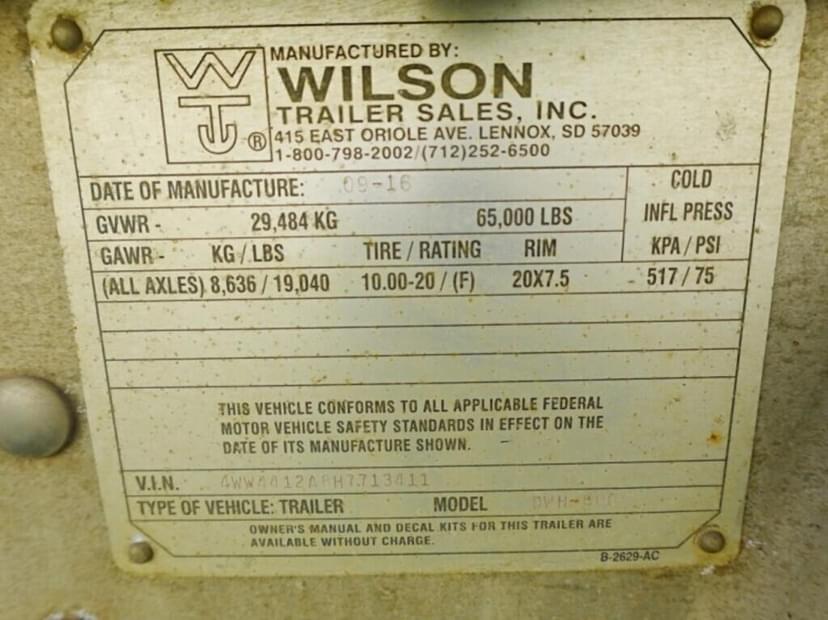 WT ®
MANUFACTURED BY:
WILSON
TRAILER SALES, INC.
415 EAST ORIOLE AVE. LENNOX, SD 57039
1-800-798-2002/(712)252-6500
DATE OF MANUFACTURE: 09-16
COLD
GVWR - 29,484 KG 65,000 LBS INFL PRESS
GAWR - KG / LBS TIRE / RATING RIM KPA / PSI
(ALL AXLES) 8,636 / 19,040 10.00-20 / (F) 20X7.5 - 517 / 75
THIS VEHICLE CONFORMS TO ALL APPLICABLE FEDERAL
MOTOR VEHICLE SAFETY STANDARDS IN EFFECT ON THE
DATE OF ITS MANUFACTURE SHOWN.
V.I.N.
TYPE OF VEHICLE: TRAILER MODEL
OWNER'S MANUAL AND DECAL KITS FOR THIS TRAILER ARE
AVAILABLE WITHOUT CHARGE.
B-2629-AC